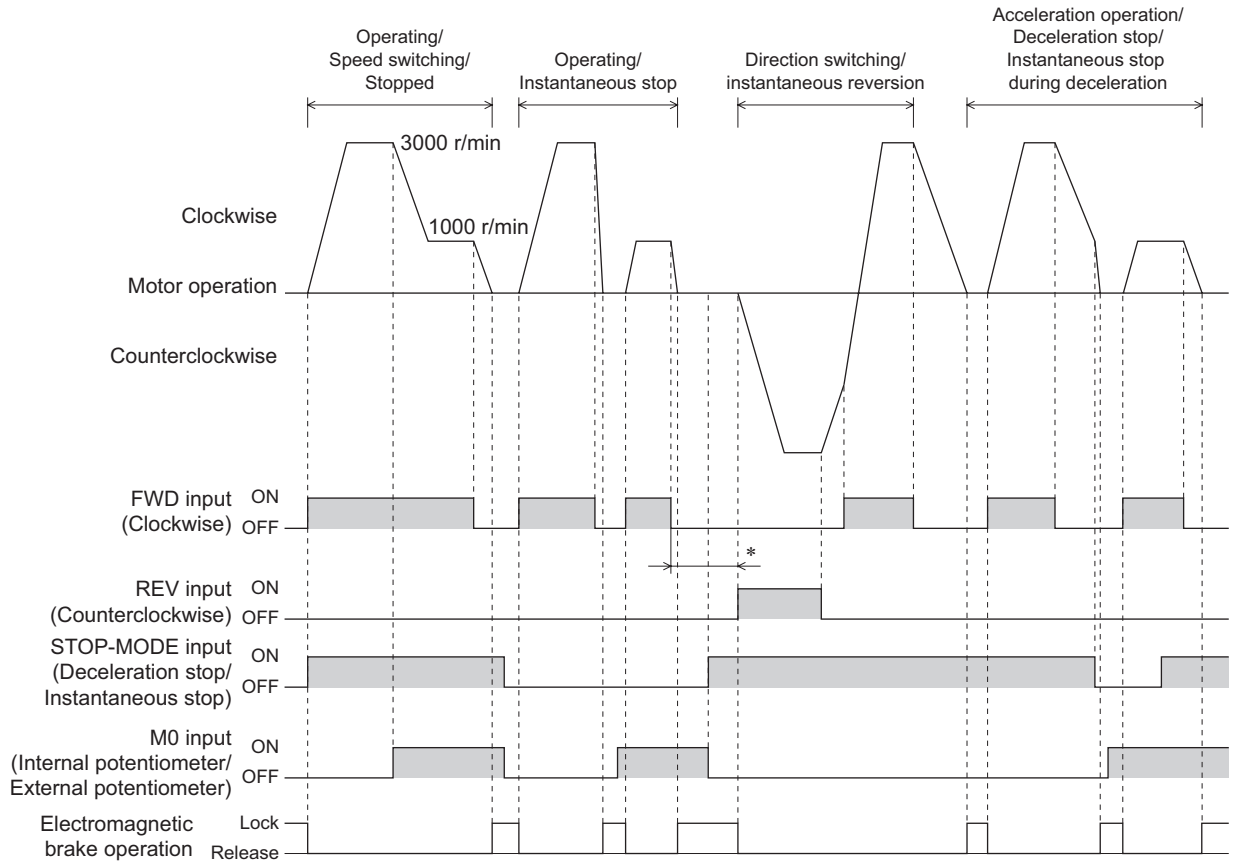 Operating/
Speed switching/
Stopped
Operating/
Instantaneous stop
Direction switching/
instantaneous reversion
Acceleration operation/
Deceleration stop/
Instantaneous stop
during deceleration
3000 r/min
1000 r/min
Clockwise
Motor operation
Counterclockwise
FWD input
(Clockwise)
ON
OFF
*
REV input
(Counterclockwise)
ON
OFF
STOP-MODE input
(Deceleration stop/
Instantaneous stop)
ON
OFF
M0 input
(Internal potentiometer/
External potentiometer)
ON
OFF
Electromagnetic
brake operation
Lock
Release